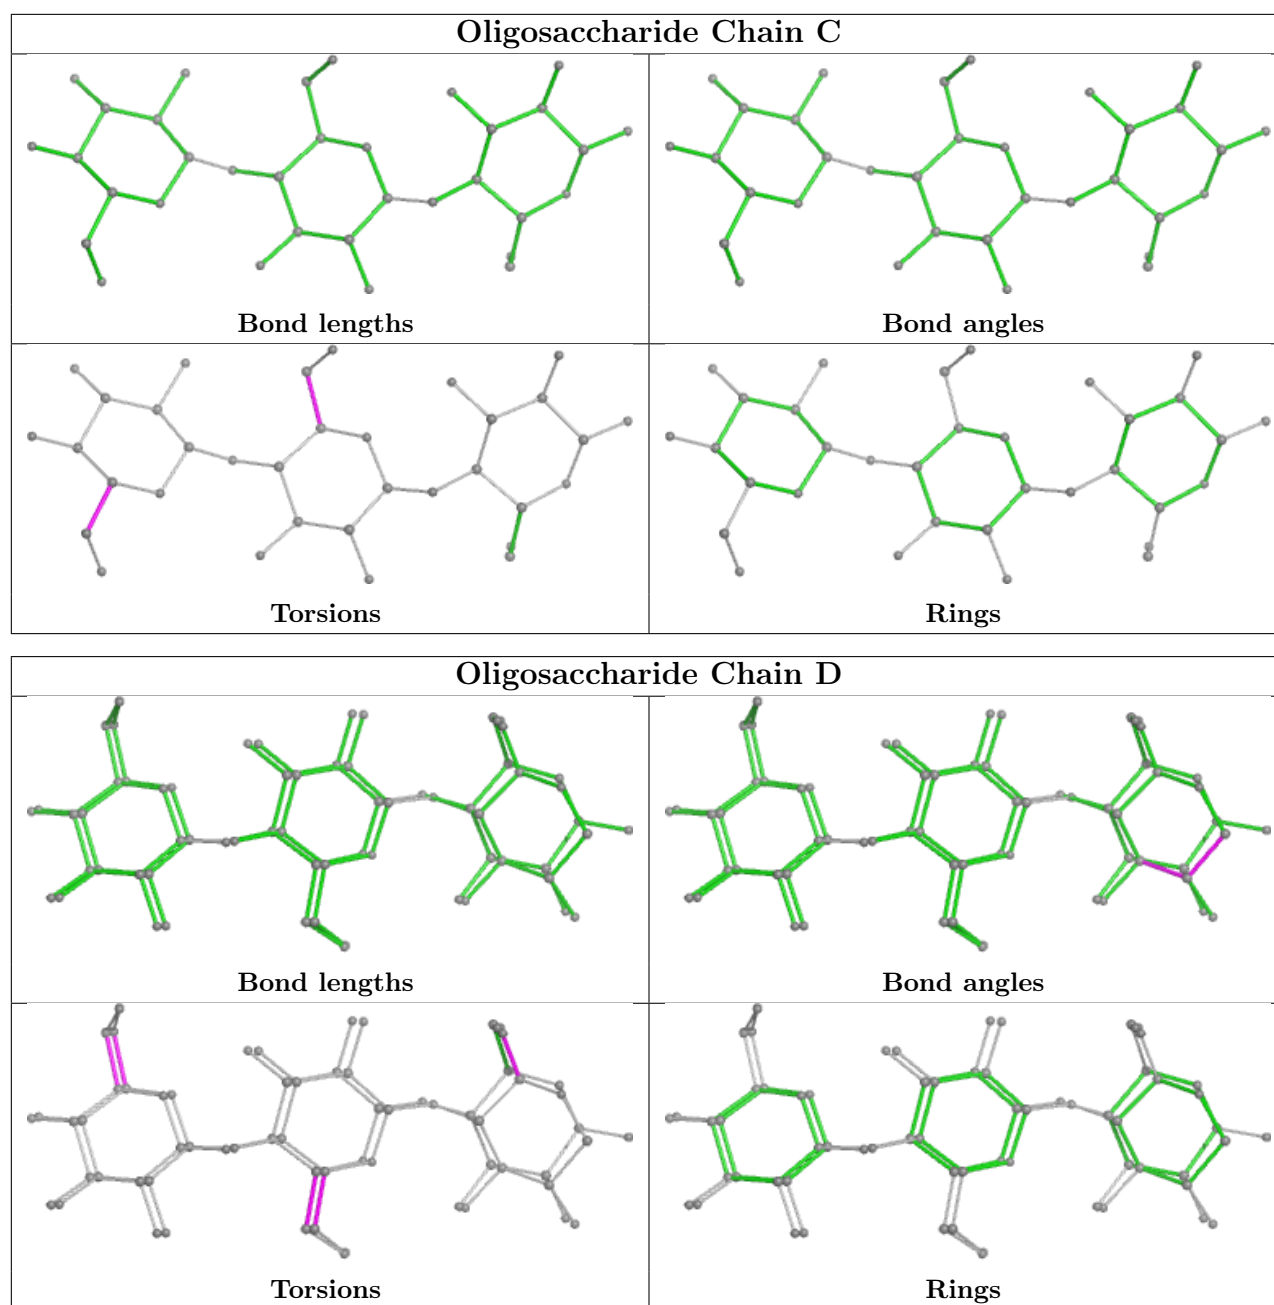 Oligosaccharide Chain C
Bond lengths
Bond angles
Torsions
Rings
Oligosaccharide Chain D
Bond lengths
Bond angles
Torsions
Rings